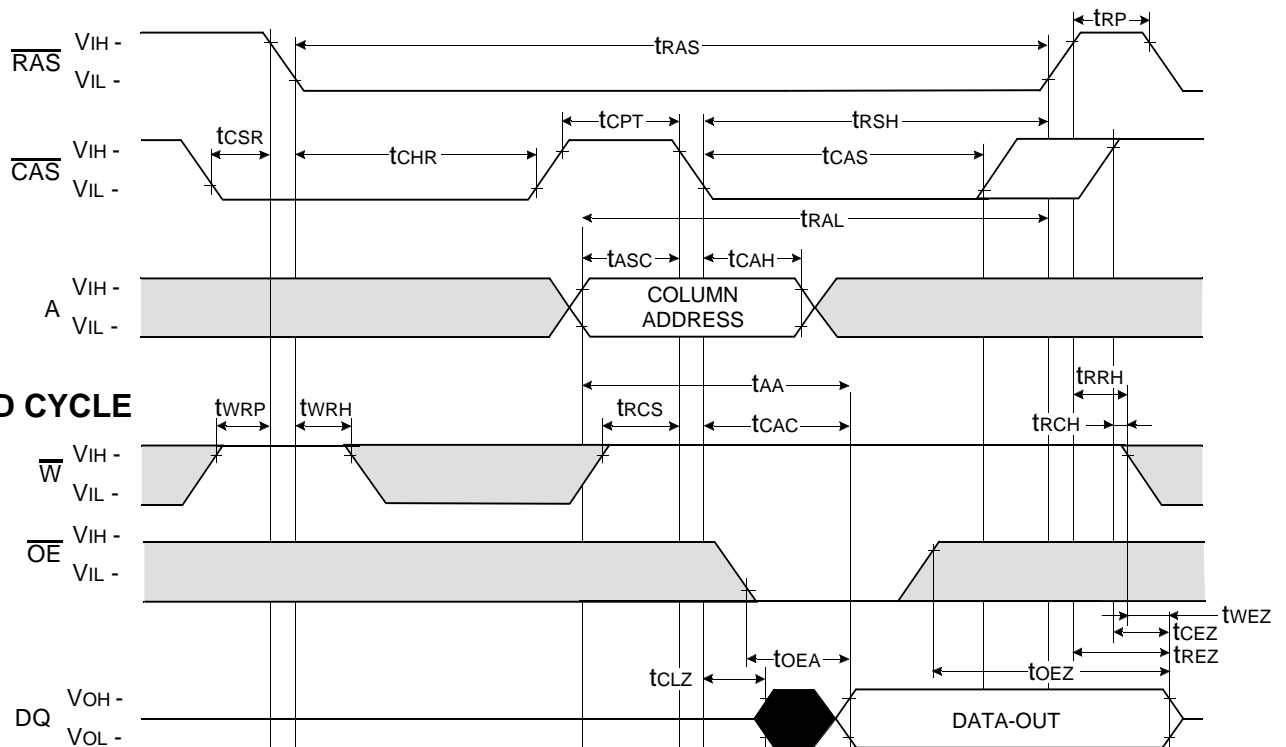 tRP
RAS
VIH -
VIL -
tRAS
tCPT
tRSH
CAS
VIH -
VIL -
tCSR
tCHR
tCAS
tRAL
tASC
tCAH
A
VIH -
VIL -
COLUMN
ADDRESS
tAA
tRRH
D CYCLE
tWRP
tWRH
tRCS
tCAC
tRCH
W
VIH -
VIL -
OE
VIH -
VIL -
tWEZ
tCEZ
tREZ
tOEA
tOEZ
tCLZ
DQ
VOH -
VOL -
DATA-OUT